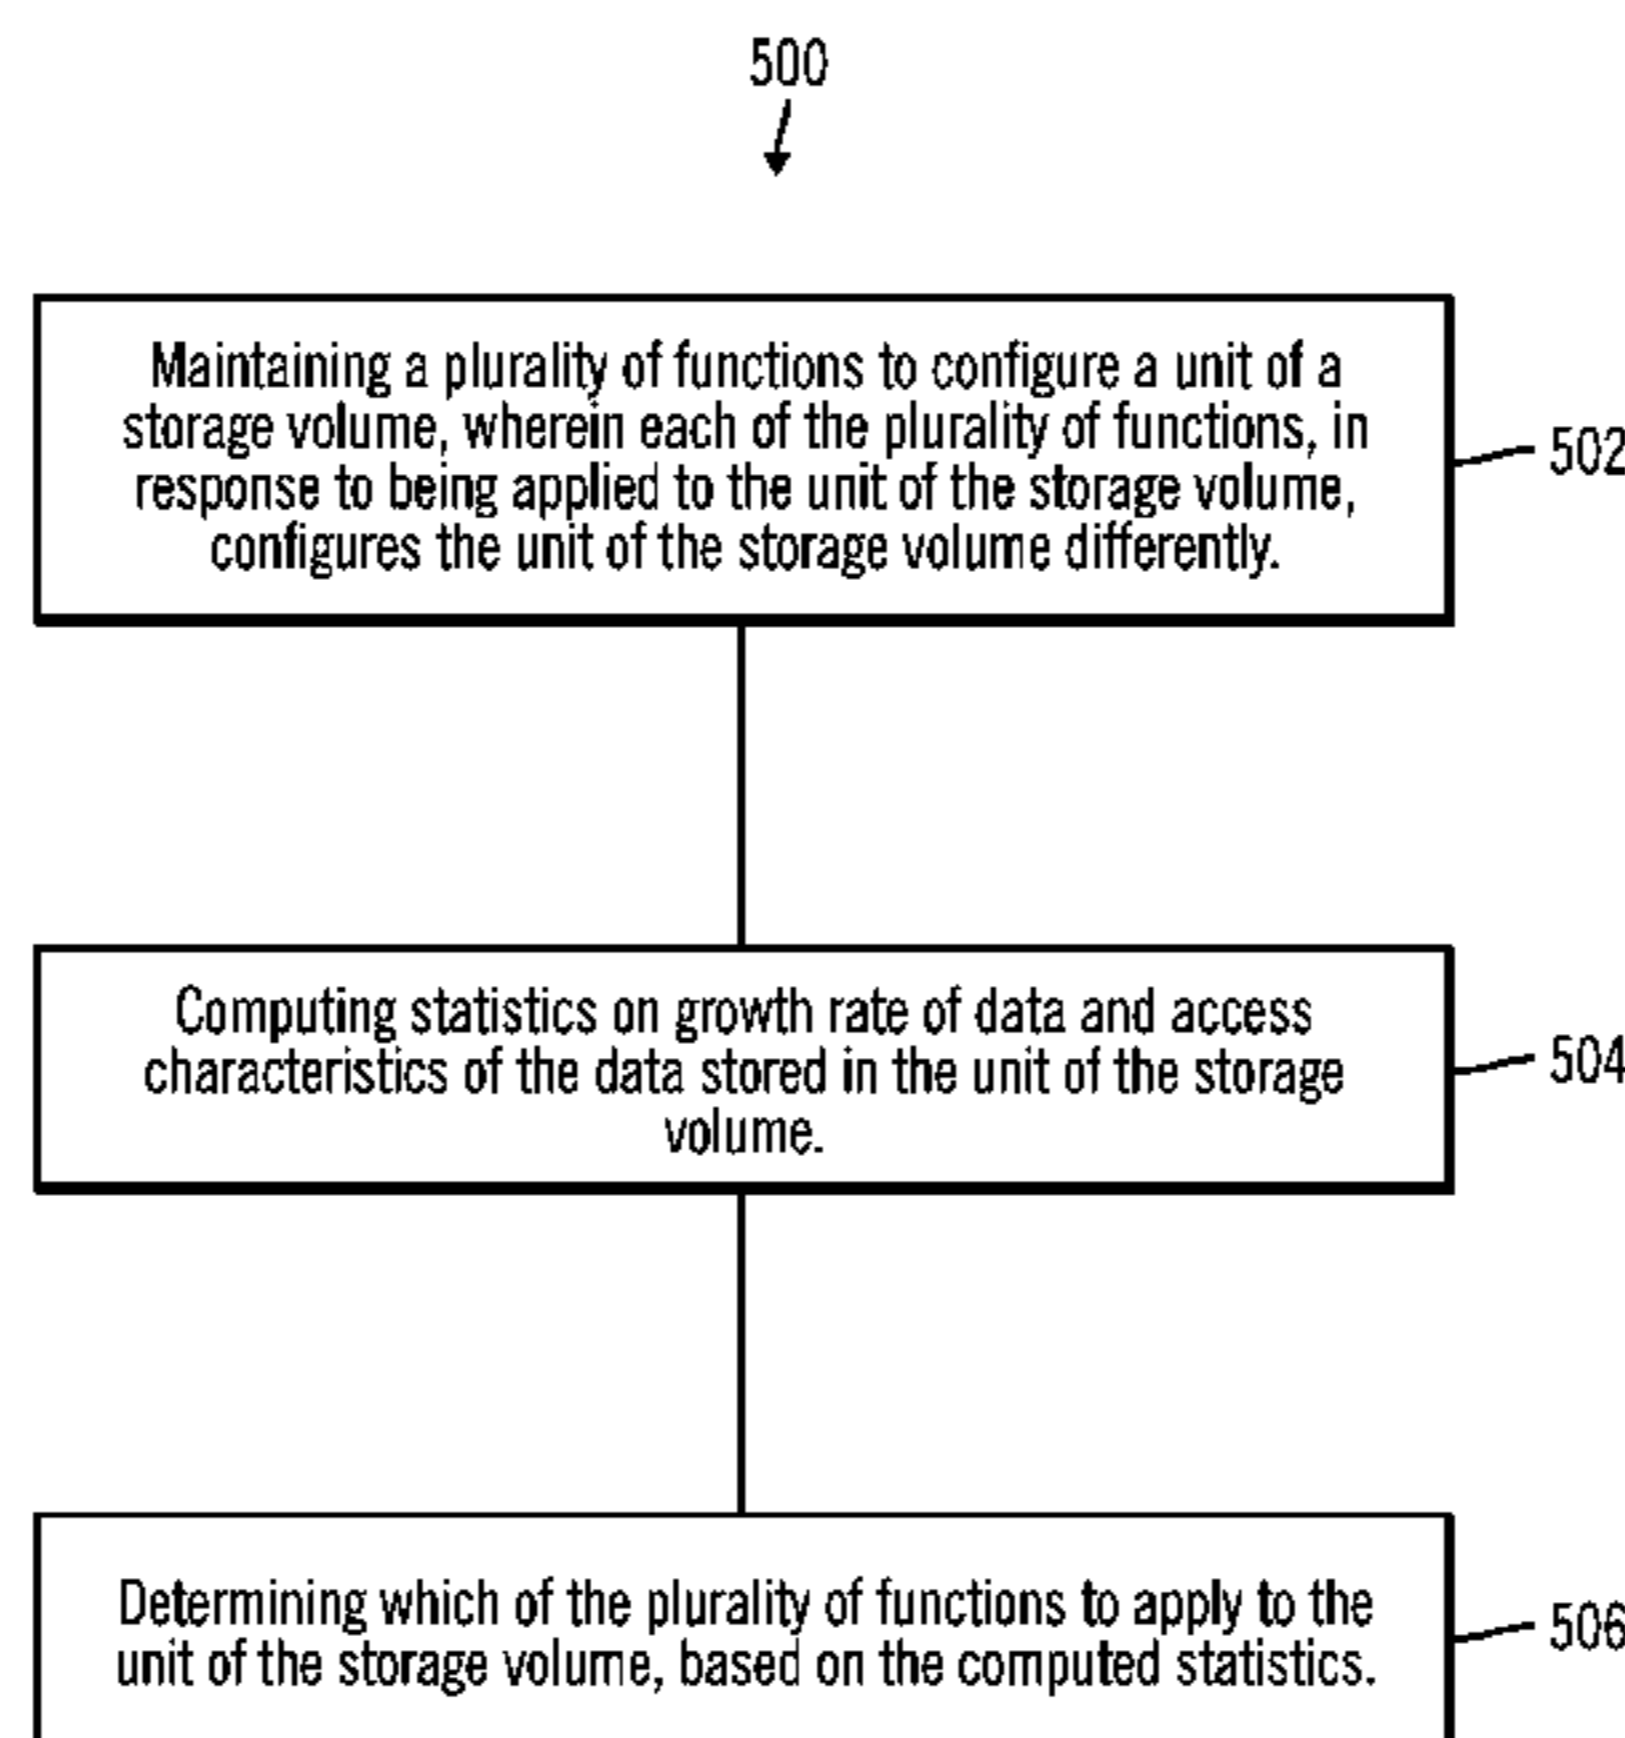 500
Maintaining a plurality of functions to configure a unit of a
storage volume, wherein each of the plurality of functions, in
response to being applied to the unit of the storage volume,
configures the unit of the storage volume differently.
502
Computing statistics on growth rate of data and access
characteristics of the data stored in the unit of the storage
volume.
504
Determining which of the plurality of functions to apply to the
unit of the storage volume, based on the computed statistics.
506